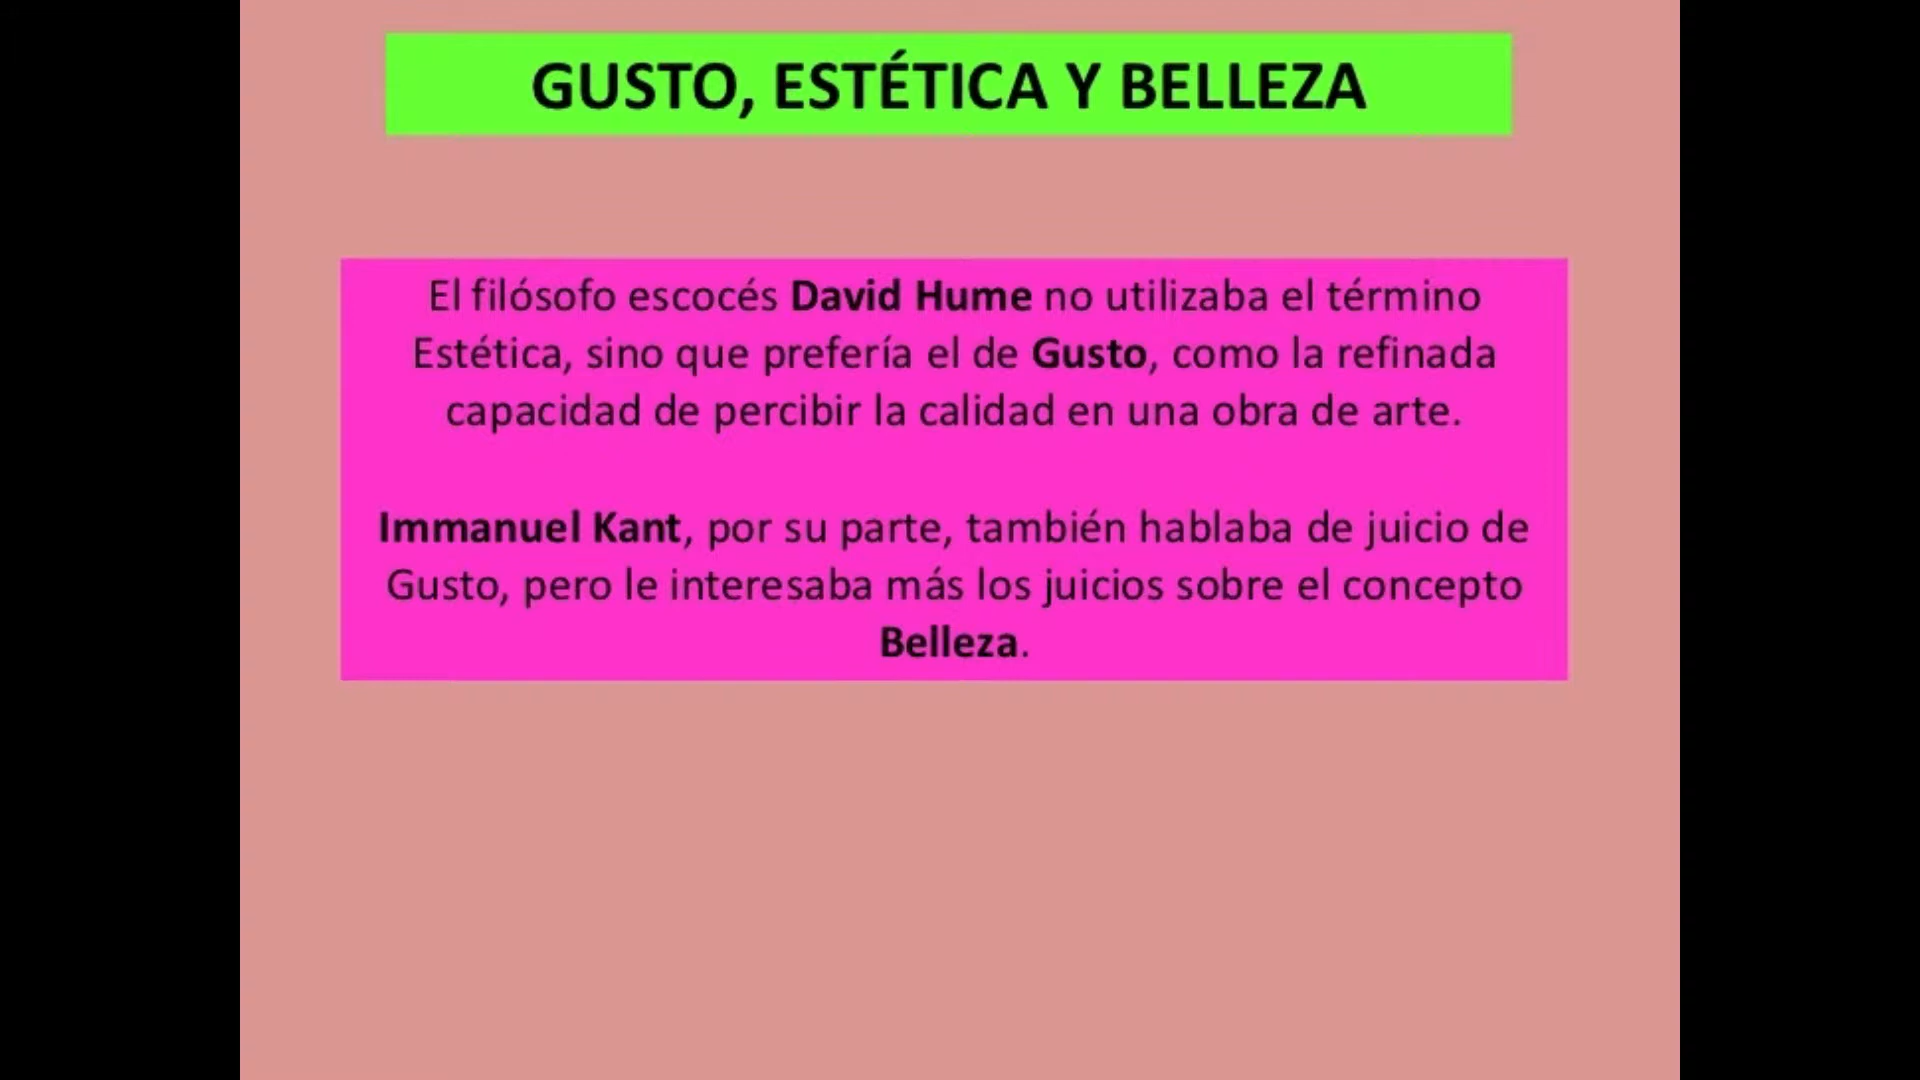 GUSTO, ESTÉTICA Y BELLEZA
El filósofo escocés David Hume no utilizaba el término
Estética, sino que prefería el de Gusto, como la refinada
capacidad de percibir la calidad en una obra de arte.
Immanuel Kant, por su parte, también hablaba de juicio de
Gusto, pero le interesaba más los juicios sobre el concepto
Belleza.